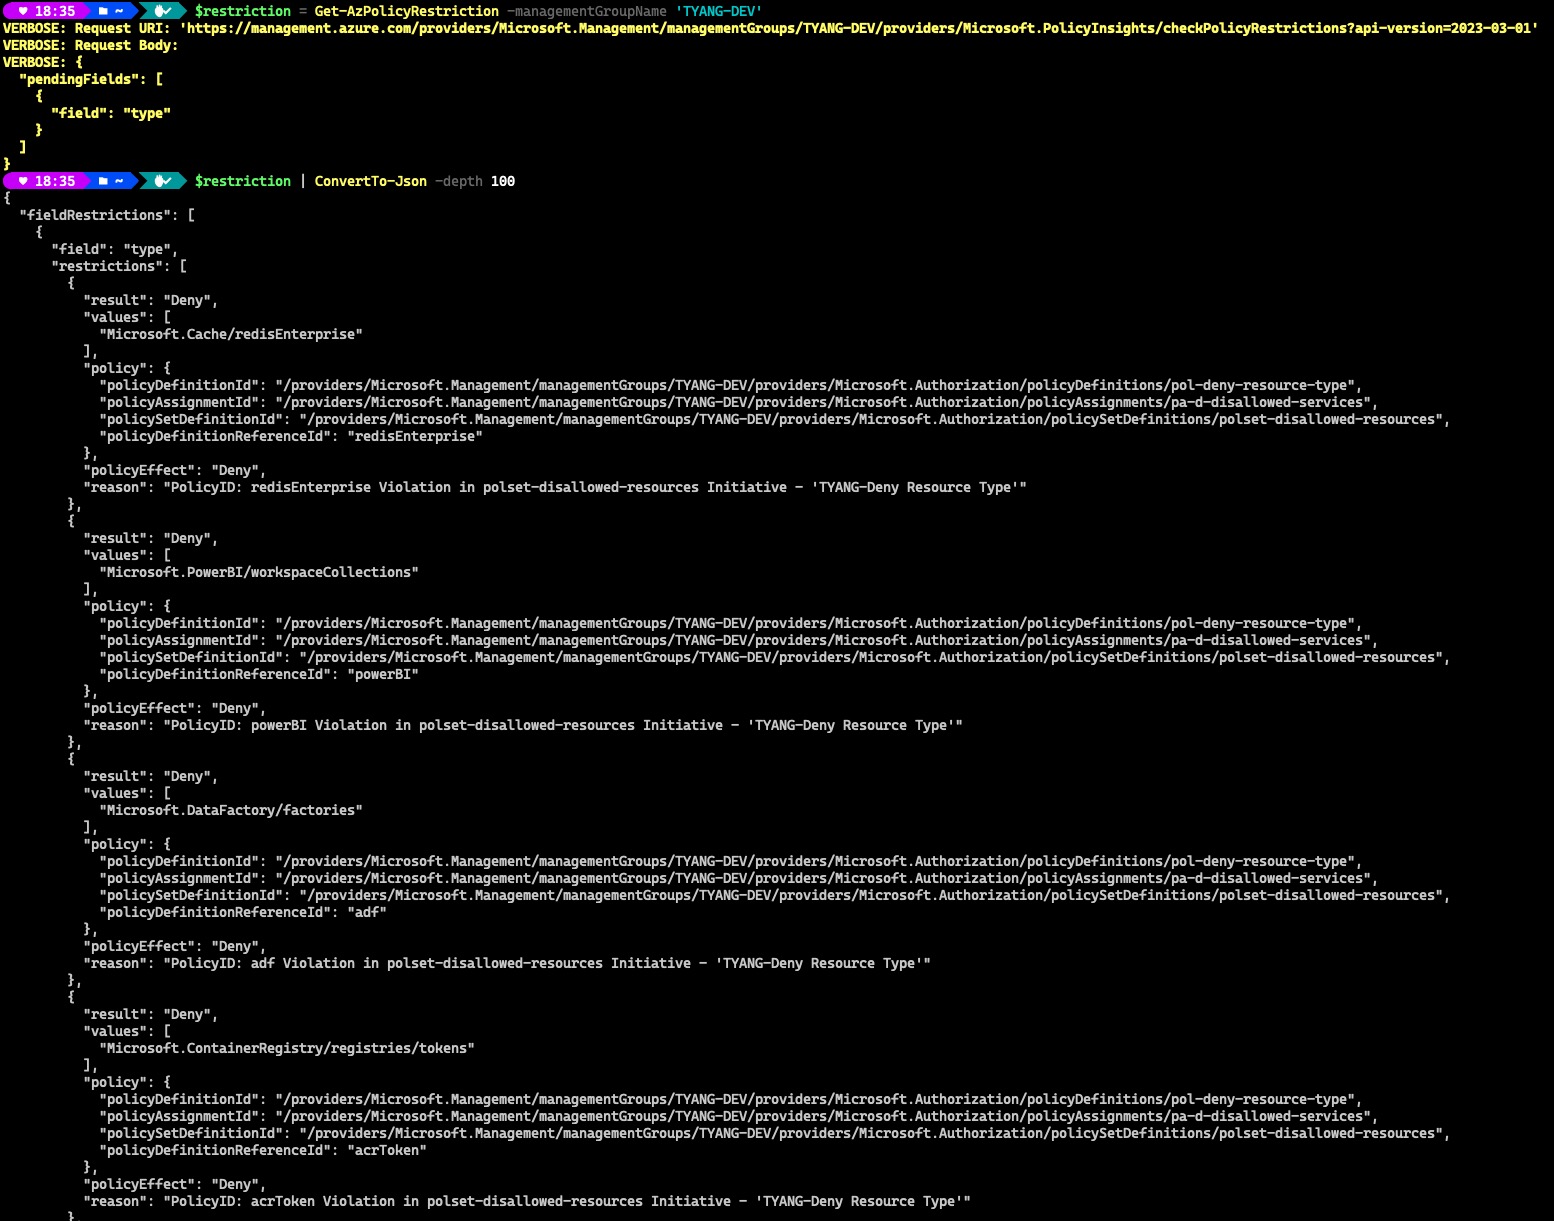 ♥ 18:35 ~ $restriction = Get-AzPolicyRestriction -managementGroupName 'TYANG-DEV'
VERBOSE: Request URI: 'https://management.azure.com/providers/Microsoft.Management/managementGroups/TYANG-DEV/providers/Microsoft.PolicyInsights/checkPolicyRestrictions?api-version=2023-03-01'
VERBOSE: Request Body:
VERBOSE: {
  "pendingFields": [
    {
      "field": "type"
    }
  ]
}
♥ 18:35 ~ $restriction | ConvertTo-Json -depth 100
{
  "fieldRestrictions": [
    {
      "field": "type",
      "restrictions": [
        {
          "result": "Deny",
          "values": [
            "Microsoft.Cache/redisEnterprise"
          ],
          "policy": {
            "policyDefinitionId": "/providers/Microsoft.Management/managementGroups/TYANG-DEV/providers/Microsoft.Authorization/policyDefinitions/pol-deny-resource-type",
            "policyAssignmentId": "/providers/Microsoft.Management/managementGroups/TYANG-DEV/providers/Microsoft.Authorization/policyAssignments/pa-d-disallowed-services",
            "policySetDefinitionId": "/providers/Microsoft.Management/managementGroups/TYANG-DEV/providers/Microsoft.Authorization/policySetDefinitions/polset-disallowed-resources",
            "policyDefinitionReferenceId": "redisEnterprise"
          },
          "policyEffect": "Deny",
          "reason": "PolicyID: redisEnterprise Violation in polset-disallowed-resources Initiative - 'TYANG-Deny Resource Type'"
        },
        {
          "result": "Deny",
          "values": [
            "Microsoft.PowerBI/workspaceCollections"
          ],
          "policy": {
            "policyDefinitionId": "/providers/Microsoft.Management/managementGroups/TYANG-DEV/providers/Microsoft.Authorization/policyDefinitions/pol-deny-resource-type",
            "policyAssignmentId": "/providers/Microsoft.Management/managementGroups/TYANG-DEV/providers/Microsoft.Authorization/policyAssignments/pa-d-disallowed-services",
            "policySetDefinitionId": "/providers/Microsoft.Management/managementGroups/TYANG-DEV/providers/Microsoft.Authorization/policySetDefinitions/polset-disallowed-resources",
            "policyDefinitionReferenceId": "powerBI"
          },
          "policyEffect": "Deny",
          "reason": "PolicyID: powerBI Violation in polset-disallowed-resources Initiative - 'TYANG-Deny Resource Type'"
        },
        {
          "result": "Deny",
          "values": [
            "Microsoft.DataFactory/factories"
          ],
          "policy": {
            "policyDefinitionId": "/providers/Microsoft.Management/managementGroups/TYANG-DEV/providers/Microsoft.Authorization/policyDefinitions/pol-deny-resource-type",
            "policyAssignmentId": "/providers/Microsoft.Management/managementGroups/TYANG-DEV/providers/Microsoft.Authorization/policyAssignments/pa-d-disallowed-services",
            "policySetDefinitionId": "/providers/Microsoft.Management/managementGroups/TYANG-DEV/providers/Microsoft.Authorization/policySetDefinitions/polset-disallowed-resources",
            "policyDefinitionReferenceId": "adf"
          },
          "policyEffect": "Deny",
          "reason": "PolicyID: adf Violation in polset-disallowed-resources Initiative - 'TYANG-Deny Resource Type'"
        },
        {
          "result": "Deny",
          "values": [
            "Microsoft.ContainerRegistry/registries/tokens"
          ],
          "policy": {
            "policyDefinitionId": "/providers/Microsoft.Management/managementGroups/TYANG-DEV/providers/Microsoft.Authorization/policyDefinitions/pol-deny-resource-type",
            "policyAssignmentId": "/providers/Microsoft.Management/managementGroups/TYANG-DEV/providers/Microsoft.Authorization/policyAssignments/pa-d-disallowed-services",
            "policySetDefinitionId": "/providers/Microsoft.Management/managementGroups/TYANG-DEV/providers/Microsoft.Authorization/policySetDefinitions/polset-disallowed-resources",
            "policyDefinitionReferenceId": "acrToken"
          },
          "policyEffect": "Deny",
          "reason": "PolicyID: acrToken Violation in polset-disallowed-resources Initiative - 'TYANG-Deny Resource Type'"
        },